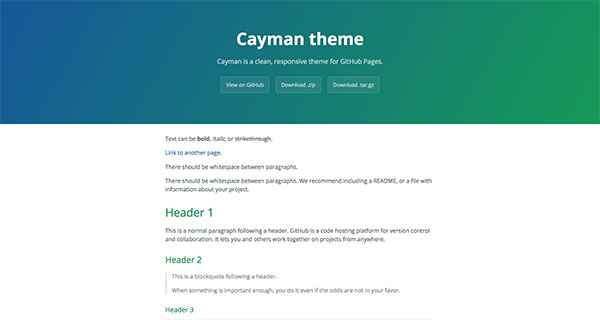 Cayman theme
Cayman is a clean, responsive theme for GitHub Pages.
View on GitHub
Download .zip
Download .tar.gz
Text can be bold, italic, or strikethrough.
Link to another page.
There should be whitespace between paragraphs.
There should be whitespace between paragraphs. We recommend including a README, or a file with
information about your project.
Header 1
This is a normal paragraph following a header. GitHub is a code hosting platform for version control
and collaboration. It lets you and others work together on projects from anywhere.
Header 2
This is a blockquote following a header.
When something is important enough, you do it even if the odds are not in your favor.
Header 3